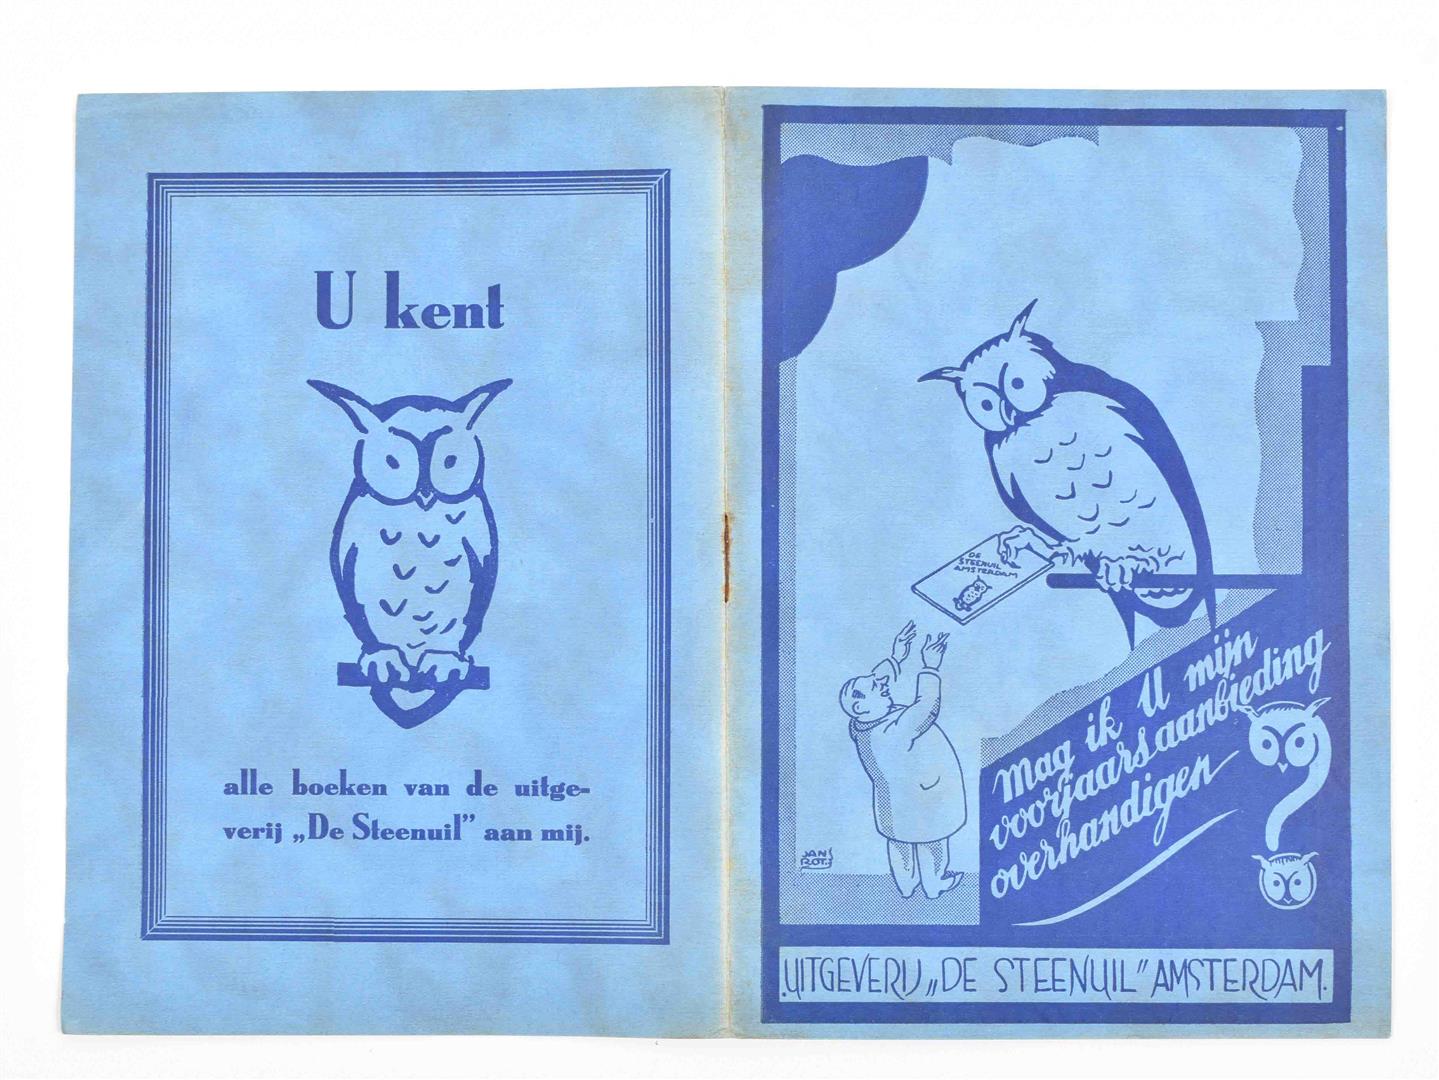 U kent
alle boeken van de uitge-
verij „De Steenuil” aan mij.
DE
STEENUIL
AMSTERDAM
Mag ik U mijn
voorjaarsaanbieding
overhandigen?
JAN
ROT.
UITGEVERIJ „DE STEENUIL” AMSTERDAM.